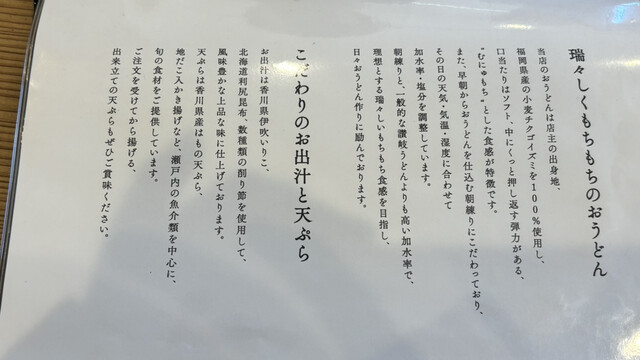 瑞々しくもちもちのおうどん
当店のおうどんは店主の出身地、
福岡県産の小麦チクゴイズミを100%使用し、
口当たりはソフト、中にくっと押し返す弾力がある、
"むにゅもち"とした食感が特徴です。
また、早朝からおうどんを仕込む朝練りにこだわっており、
その日の天気・気温・湿度に合わせて
加水率・塩分を調整しています。
朝練りと、一般的な讃岐うどんよりも高い加水率で、
理想とする瑞々しいもちもち食感を目指し、
日々おうどん作りに励んでおります。
こだわりのお出汁と天ぷら
お出汁は香川県伊吹いりこ、
北海道利尻昆布、数種類の削り節を使用して、
風味豊かな上品な味に仕上げております。
天ぷらは香川県産はもの天ぷら、
地だこ入かき揚げなど、瀬戸内の魚介類を中心に、
旬の食材をご提供しています。
ご注文を受けてから揚げる、
出来立ての天ぷらもぜひご賞味ください。